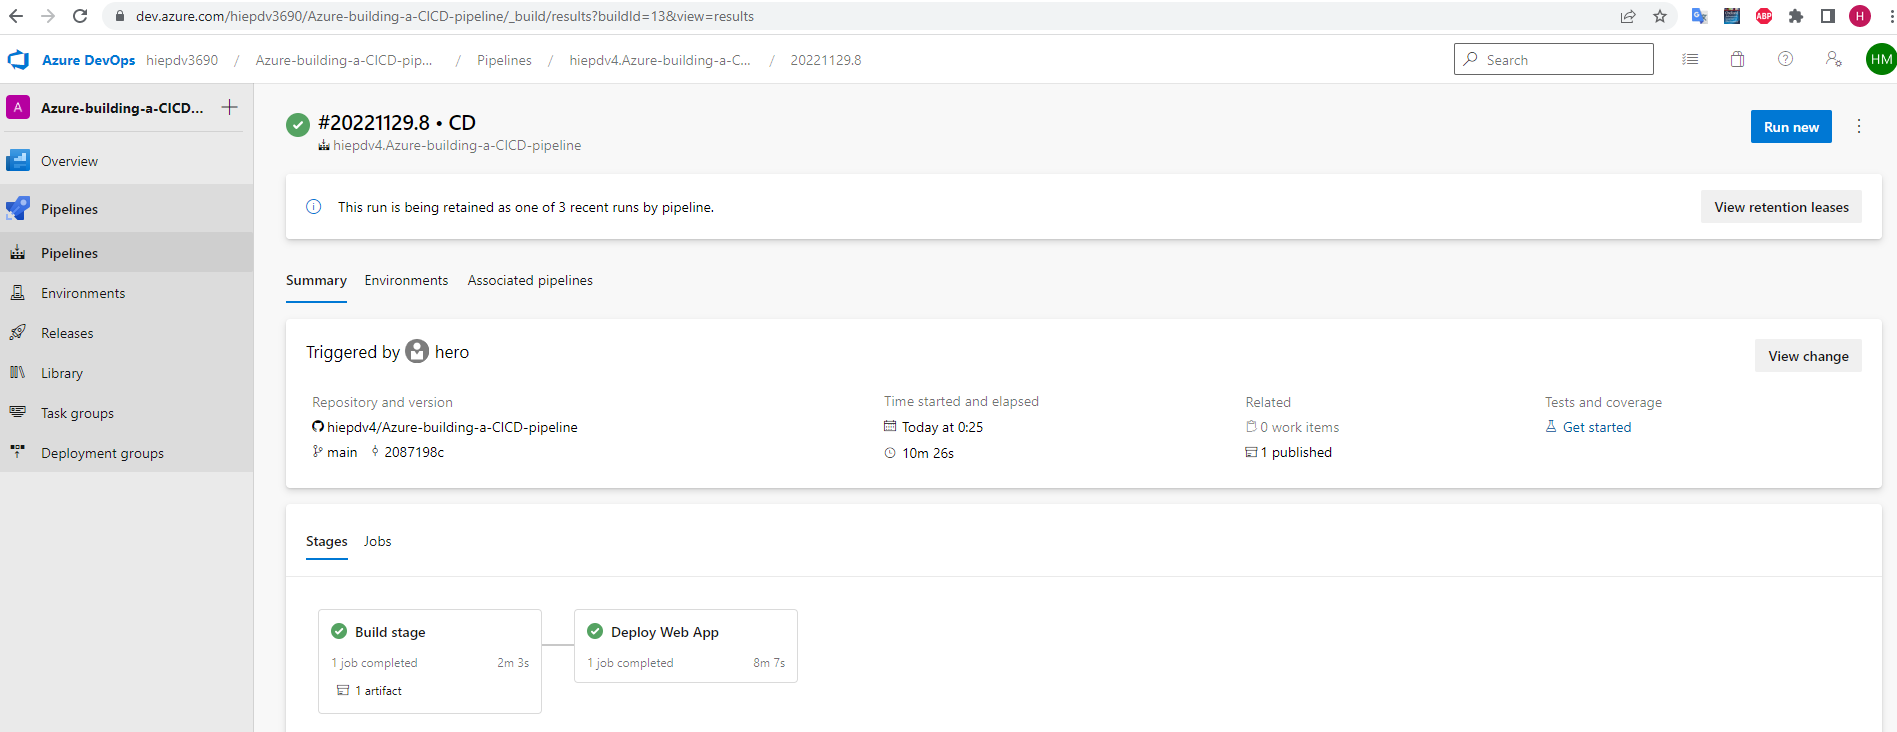 dev.azure.com/hiepdv3690/Azure-building-a-CICD-pipeline/_build/results?buildId=13&view=results
ABP
H
Azure DevOps hiepdv3690 / Azure-building-a-CICD-pip... / Pipelines / hiepdv4.Azure-building-a-C... / 20221129.8
Search
HM
A Azure-building-a-CICD...
Overview
Pipelines
Pipelines
Environments
Releases
Library
Task groups
Deployment groups
#20221129.8 • CD
hiepdv4.Azure-building-a-CICD-pipeline
Run new
This run is being retained as one of 3 recent runs by pipeline.
View retention leases
Summary Environments Associated pipelines
Triggered by hero
View change
Repository and version
hiepdv4/Azure-building-a-CICD-pipeline
main 2087198c
Time started and elapsed
Today at 0:25
10m 26s
Related
0 work items
1 published
Tests and coverage
Get started
Stages Jobs
Build stage
1 job completed 2m 3s
1 artifact
Deploy Web App
1 job completed 8m 7s